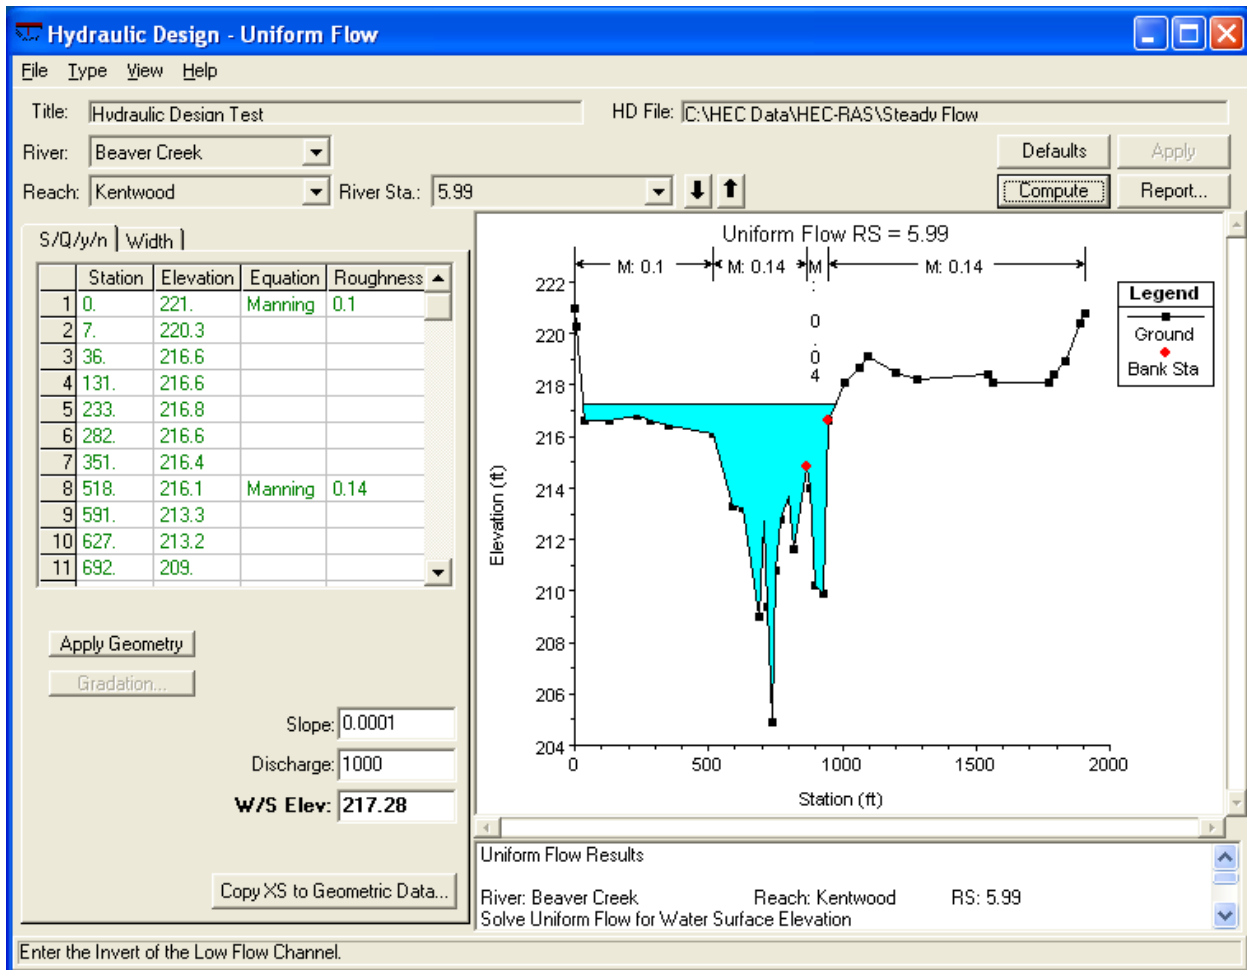 Hydraulic Design - Uniform Flow
File Type View Help
Title: Hydraulic Design Test HD File: C:\HEC Data\HEC-RAS\Steady Flow
River: Beaver Creek Defaults Apply
Reach: Kentwood River Sta.: 5.99 Compute Report...
S/Q/y/n Width
Station Elevation Equation Roughness
1 0. 221. Manning 0.1
2 7. 220.3
3 36. 216.6
4 131. 216.6
5 233. 216.8
6 282. 216.6
7 351. 216.4
8 518. 216.1 Manning 0.14
9 591. 213.3
10 627. 213.2
11 692. 209.
Apply Geometry
Gradation...
Slope: 0.0001
Discharge: 1000
W/S Elev: 217.28
Copy XS to Geometric Data...
Uniform Flow RS = 5.99
M: 0.1 M: 0.14 M: 0.04 M: 0.14
222
220
218
216
214
212
210
208
206
204
Elevation (ft)
0 500 1000 1500 2000
Station (ft)
Legend
Ground
Bank Sta
Uniform Flow Results
River: Beaver Creek Reach: Kentwood RS: 5.99
Solve Uniform Flow for Water Surface Elevation
Enter the Invert of the Low Flow Channel.